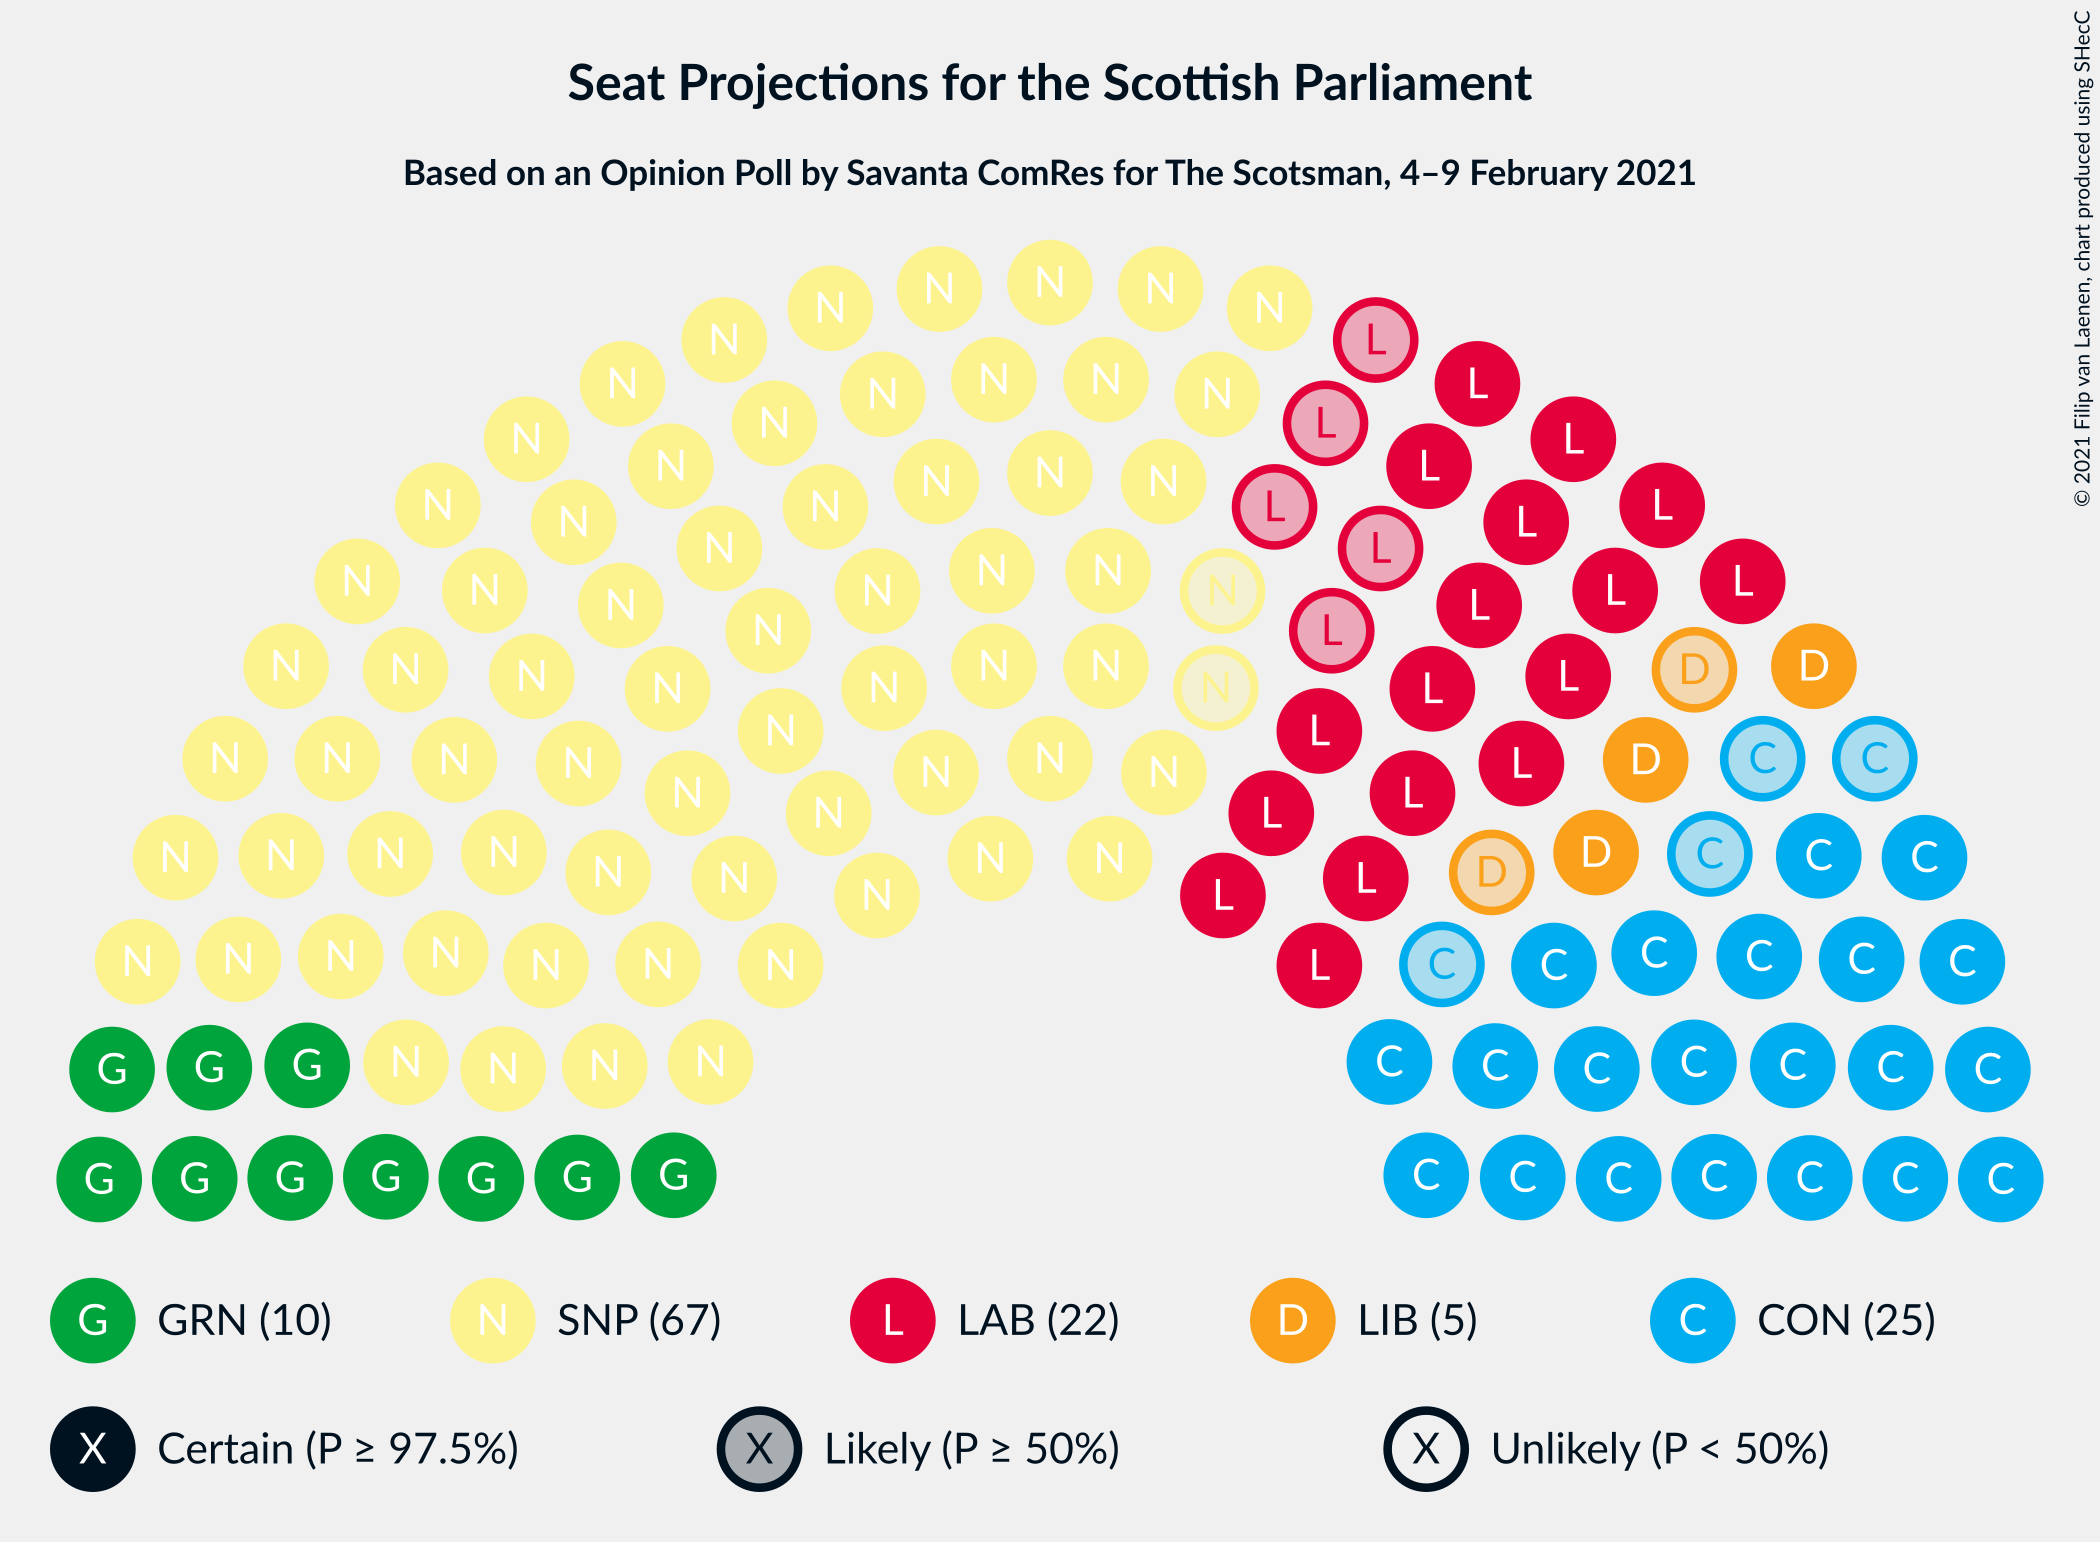 Seat Projections for the Scottish Parliament
Based on an Opinion Poll by Savanta ComRes for The Scotsman, 4–9 February 2021
© 2021 Filip van Laenen, chart produced using SHecC
N N N N N
N N L
N L
N N N N L
N N L L
N L
N N N N L L
N N L L
N N N N N L L
N N N L L
N N N N N D D
N N N N N L L
N N N N N N L D C C
N N N N L L
N N N N N N N N N L L D D C C C
N N N N N N N L C C C C C C
G G G N N N N C C C C C C C
G G G G G G G C C C C C C C
G GRN (10) N SNP (67) L LAB (22) D LIB (5) C CON (25)
X Certain (P ≥ 97.5%) X Likely (P ≥ 50%) X Unlikely (P < 50%)